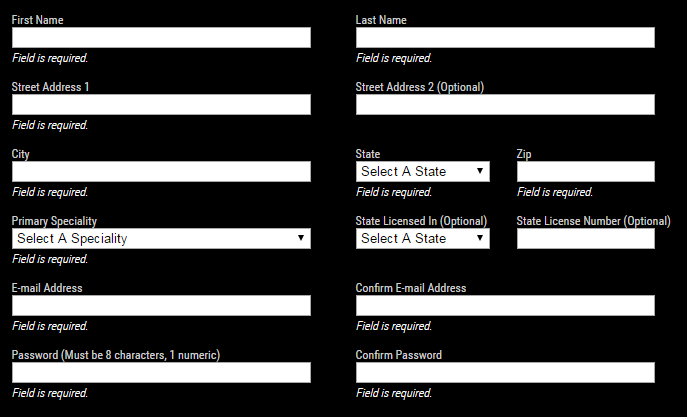 First Name Last Name
Field is required. Field is required.
Street Address 1 Street Address 2 (Optional)
Field is required.
City State Zip
Select A State
Field is required. Field is required. Field is required.
Primary Speciality State Licensed In (Optional) State License Number (Optional)
Select A Speciality Select A State
Field is required.
E-mail Address Confirm E-mail Address
Field is required. Field is required.
Password (Must be 8 characters, 1 numeric) Confirm Password
Field is required. Field is required.